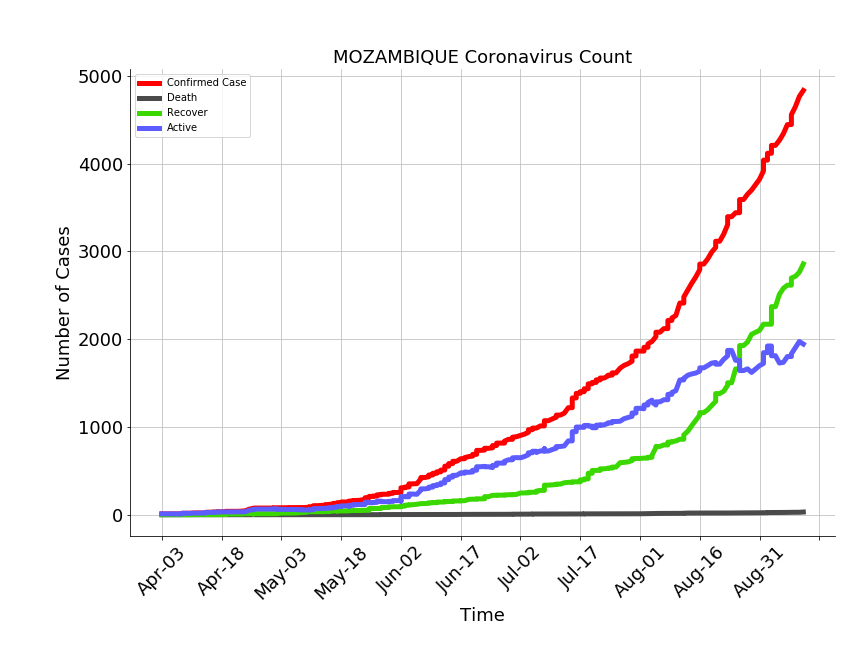 MOZAMBIQUE Coronavirus Count
Confirmed Case
Death
Recover
Active
5000
4000
3000
2000
1000
0
Number of Cases
Apr-03
Apr-18
May-03
May-18
Jun-02
Jun-17
Jul-02
Jul-17
Aug-01
Aug-16
Aug-31
Time